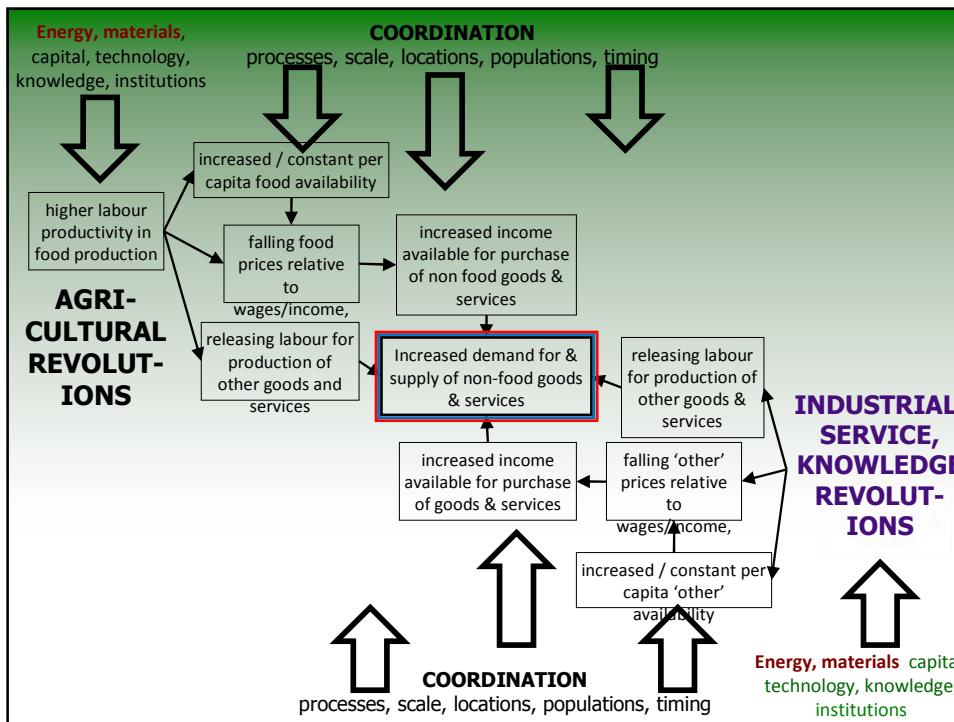 Energy, materials,
capital, technology,
knowledge, institutions
COORDINATION
processes, scale, locations, populations, timing
increased / constant per
capita food availability
higher labour
productivity in
food production
falling food
prices relative
to
wages/income,
increased income
available for purchase
of non food goods &
services
AGRI-
CULTURAL
REVOLUT-
IONS
releasing labour for
production of
other goods and
services
Increased demand for &
supply of non-food goods
& services
releasing labour
for production of
other goods &
services
INDUSTRIAL
SERVICE,
KNOWLEDGE
REVOLUT-
IONS
increased income
available for purchase
of goods & services
falling ‘other’
prices relative
to
wages/income,
increased / constant per
capita ‘other’
availability
COORDINATION
processes, scale, locations, populations, timing
Energy, materials capita
technology, knowledge,
institutions